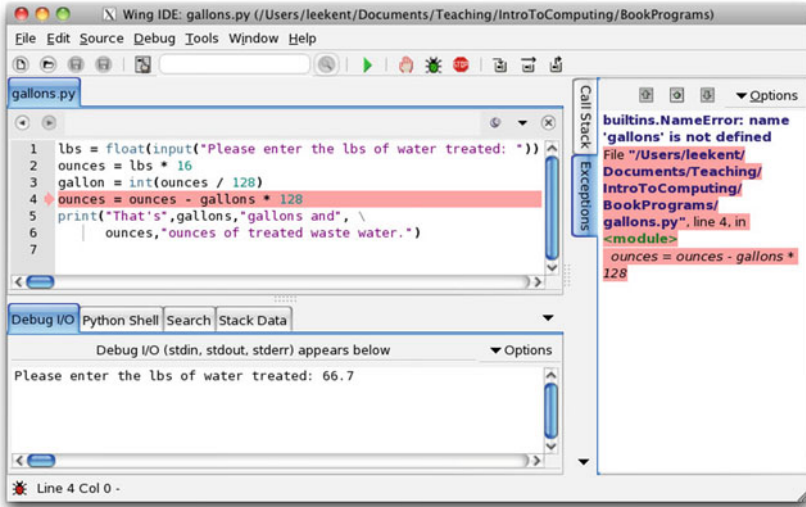 Wing IDE: gallons.py (/Users/leekent/Documents/Teaching/IntroToComputing/BookPrograms)
File Edit Source Debug Tools Window Help
gallons.py
1 lbs = float(input("Please enter the lbs of water treated: "))
2 ounces = lbs * 16
3 gallon = int(ounces / 128)
4 ounces = ounces - gallons * 128
5 print("That's",gallons,"gallons and", \
6 ounces,"ounces of treated waste water.")
7
Debug I/O Python Shell Search Stack Data
Debug I/O (stdin, stdout, stderr) appears below
Options
Please enter the lbs of water treated: 66.7
Line 4 Col 0 -
Call Stack
Exceptions
Options
builtins.NameError: name
'gallons' is not defined
File "/Users/leekent/
Documents/Teaching/
IntroToComputing/
BookPrograms/
gallons.py", line 4, in
<module>
ounces = ounces - gallons *
128